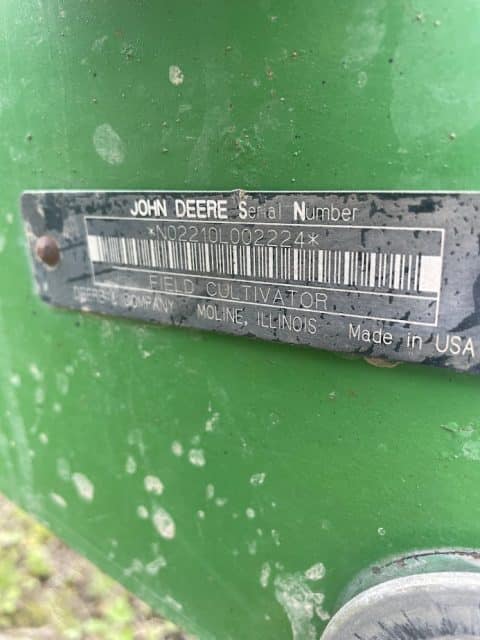 JOHN DEERE Serial Number
*N02210L002224*
FIELD CULTIVATOR
DEERE & COMPANY MOLINE, ILLINOIS Made in USA